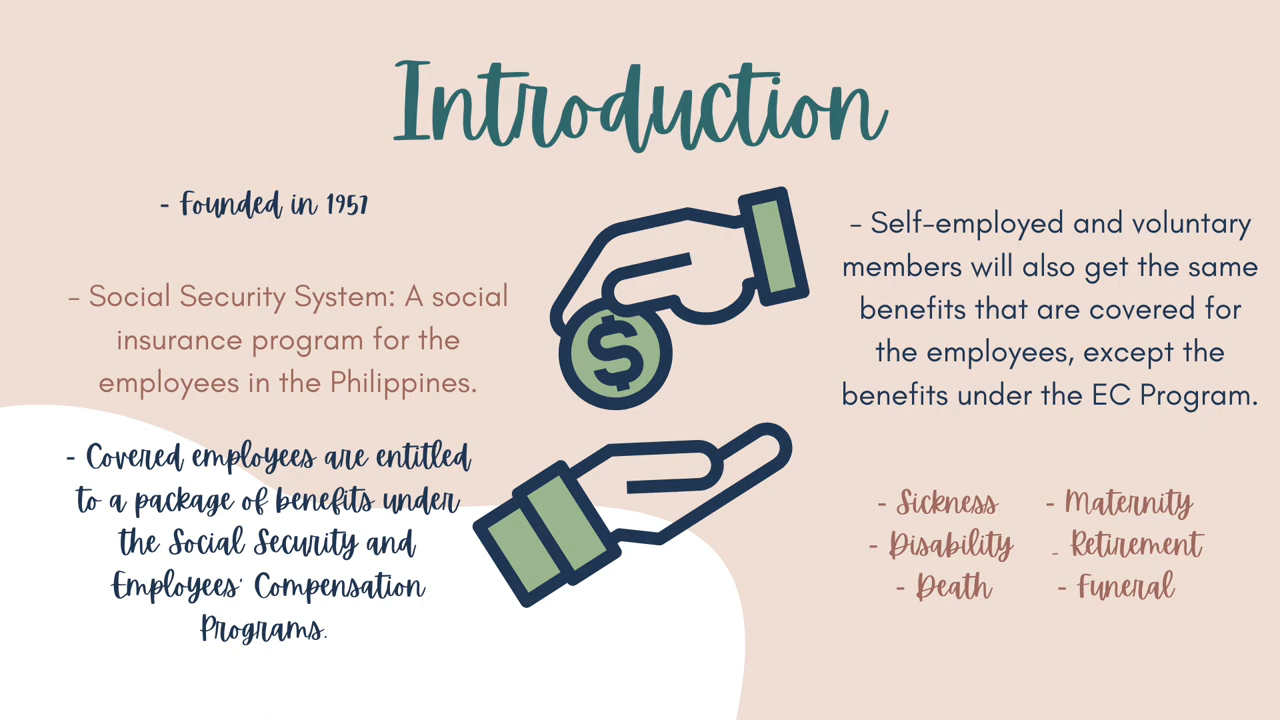 Introduction
- Founded in 1957
- Social Security System: A social
insurance program for the
employees in the Philippines.
- Covered employees are entitled
to a package of benefits under
the Social Security and
Employees' Compensation
Programs.
$
- Self-employed and voluntary
members will also get the same
benefits that are covered for
the employees, except the
benefits under the EC Program.
- Sickness
- Disability
- Death
- Maternity
- Retirement
- Funeral